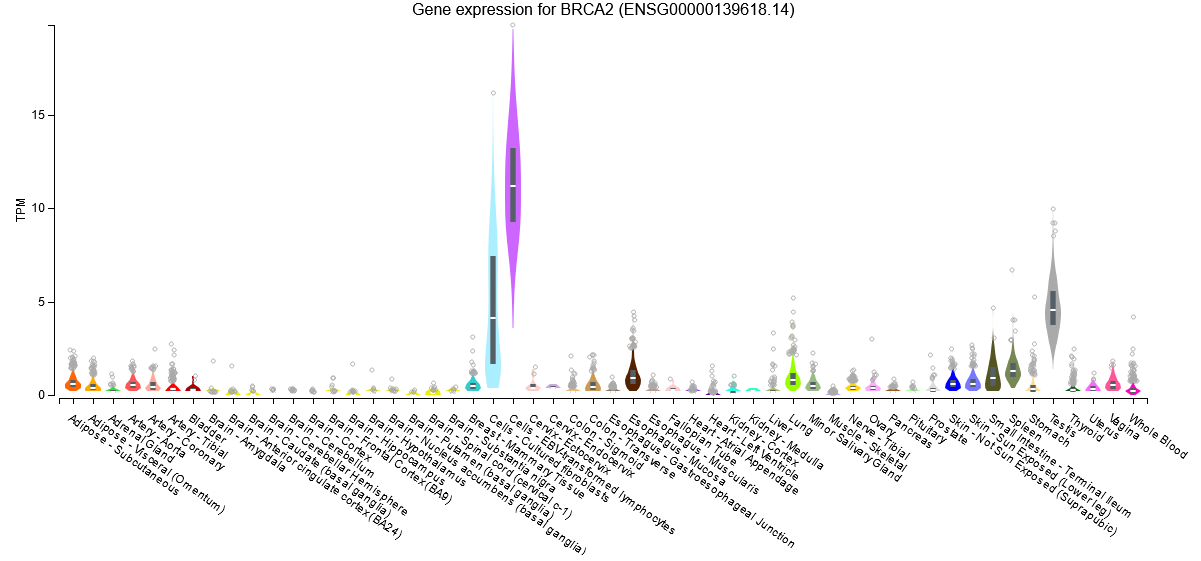 Gene expression for BRCA2 (ENSG00000139618.14)
TPM
15
10
5
0
Adipose - Subcutaneous
Adipose - Visceral (Omentum)
Adrenal Gland
Artery - Aorta
Artery - Coronary
Artery - Tibial
Bladder
Brain - Amygdala
Brain - Anterior cingulate cortex (BA24)
Brain - Caudate (basal ganglia)
Brain - Cerebellar Hemisphere
Brain - Cerebellum
Brain - Cortex
Brain - Frontal Cortex (BA9)
Brain - Hippocampus
Brain - Hypothalamus
Brain - Nucleus accumbens (basal ganglia)
Brain - Putamen (basal ganglia)
Brain - Spinal cord (cervical c-1)
Brain - Substantia nigra
Breast - Mammary Tissue
Cells - Cultured fibroblasts
Cells - EBV-transformed lymphocytes
Cervix - Ectocervix
Cervix - Endocervix
Colon - Sigmoid
Colon - Transverse
Esophagus - Gastroesophageal Junction
Esophagus - Mucosa
Esophagus - Muscularis
Fallopian Tube
Heart - Atrial Appendage
Heart - Left Ventricle
Kidney - Cortex
Kidney - Medulla
Liver
Lung
Minor Salivary Gland
Muscle - Skeletal
Nerve - Tibial
Ovary
Pancreas
Pituitary
Prostate
Skin - Not Sun Exposed (Suprapubic)
Skin - Sun Exposed (Lower leg)
Small Intestine - Terminal Ileum
Spleen
Stomach
Testis
Thyroid
Uterus
Vagina
Whole Blood